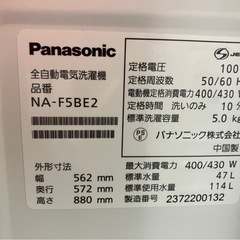 Panasonic
全自動電気洗濯機
品番
NA-F5BE2
外形寸法
幅 562 mm
奥行 572 mm
高さ 880 mm
定格電圧 100
定格周波数 50/60 H
電動機定格消費電力 400/430 W
定格時間 洗いのみ 10分
標準洗濯容量 5.0 k
PS
パナソニック株式会
中国製
最大消費電力 400/430 W
標準水量 47 L
標準使用水量 114 L
製造番号 2372200132